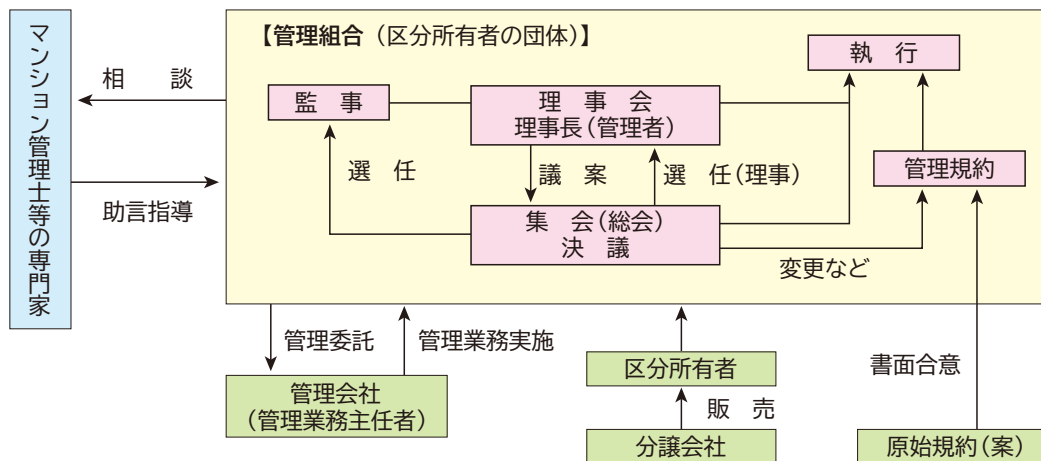 マンション管理士等の専門家
相　談
助言指導
【管理組合（区分所有者の団体）】
監　事
理　事　会
理事長（管理者）
執　行
選　任
議　案
選　任（理事）
管理規約
集　会（総会）
決　議
変更など
管理委託
管理業務実施
管理会社
（管理業務主任者）
区分所有者
販　売
分譲会社
書面合意
原始規約（案）